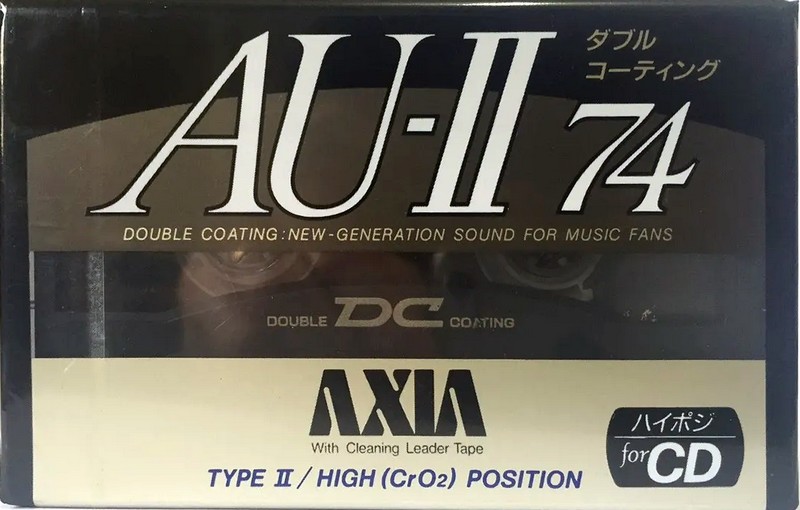 AU-II 74
ダブル
コーティング
DOUBLE COATING:NEW-GENERATION SOUND FOR MUSIC FANS
DOUBLE DC COATING
AXIA
With Cleaning Leader Tape
TYPE II / HIGH (CrO₂) POSITION
ハイポジ
for CD